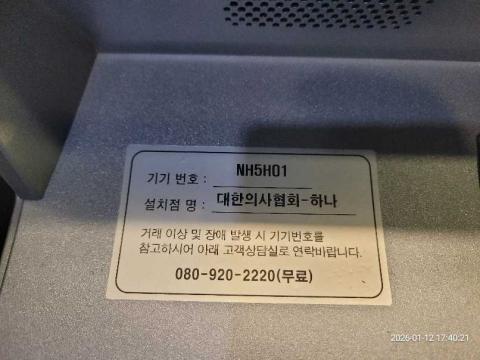 기기 번호 : NH5H01
설치점 명 : 대한의사협회-하나
거래 이상 및 장애 발생 시 기기번호를
참고하시어 아래 고객상담실로 연락바랍니다.
080-920-2220(무료)
2026-01-12 17:40:21